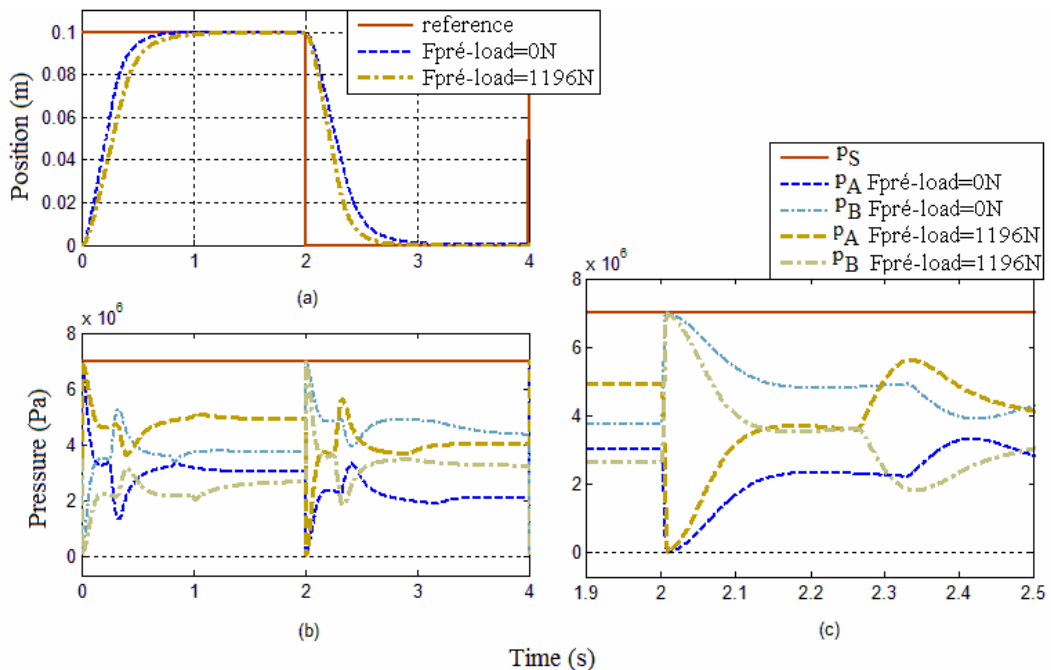 reference
Fpré-load=0N
Fpré-load=1196N
Position (m)
0.1
0.08
0.06
0.04
0.02
0
0 1 2 3 4
(a)
pS
pA Fpré-load=0N
pB Fpré-load=0N
pA Fpré-load=1196N
pB Fpré-load=1196N
x 10^6
Pressure (Pa)
8
6
4
2
0
0 1 2 3 4
(b)
x 10^6
8
6
4
2
0
1.9 2 2.1 2.2 2.3 2.4 2.5
(c)
Time (s)